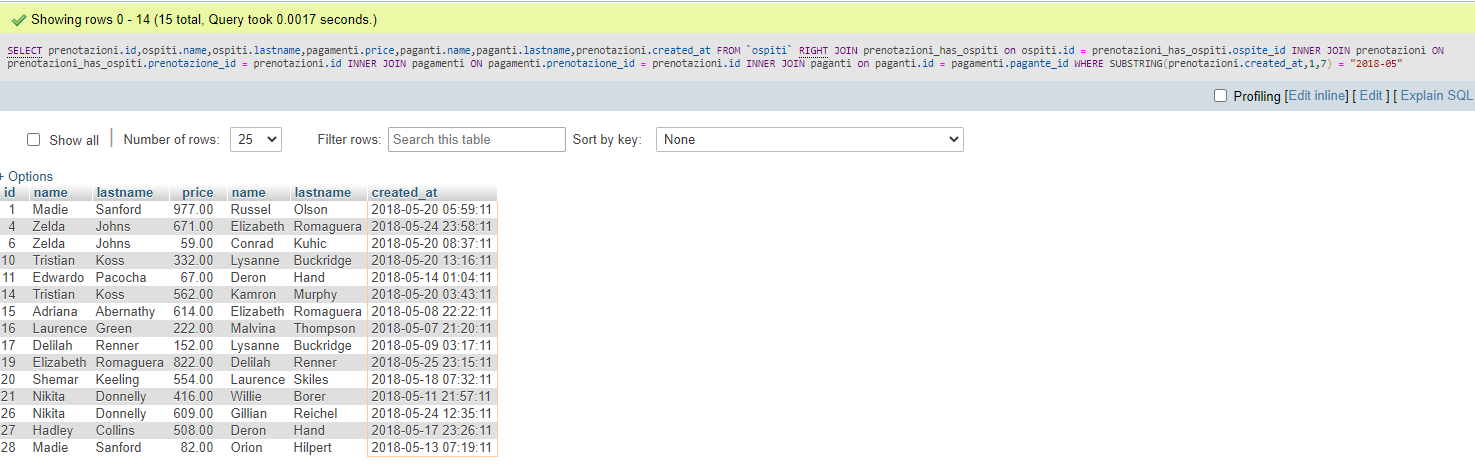 Showing rows 0 - 14 (15 total, Query took 0.0017 seconds.)
SELECT prenotazioni.id,ospiti.name,ospiti.lastname,pagamenti.price,paganti.name,paganti.lastname,prenotazioni.created_at FROM `ospiti` RIGHT JOIN prenotazioni_has_ospiti on ospiti.id = prenotazioni_has_ospiti.ospite_id INNER JOIN prenotazioni ON
prenotazioni_has_ospiti.prenotazione_id = prenotazioni.id INNER JOIN pagamenti ON pagamenti.prenotazione_id = prenotazioni.id INNER JOIN paganti on paganti.id = pagamenti.pagante_id WHERE SUBSTRING(prenotazioni.created_at,1,7) = "2018-05"
Profiling [Edit inline] [ Edit ] [ Explain SQL
Show all | Number of rows: 25 Filter rows: Search this table Sort by key: None
+ Options
id name lastname price name lastname created_at
1 Madie Sanford 977.00 Russel Olson 2018-05-20 05:59:11
4 Zelda Johns 671.00 Elizabeth Romaguera 2018-05-24 23:58:11
6 Zelda Johns 59.00 Conrad Kuhic 2018-05-20 08:37:11
10 Tristian Koss 332.00 Lysanne Buckridge 2018-05-20 13:16:11
11 Edwardo Pacocha 67.00 Deron Hand 2018-05-14 01:04:11
14 Tristian Koss 562.00 Kamron Murphy 2018-05-20 03:43:11
15 Adriana Abernathy 614.00 Elizabeth Romaguera 2018-05-08 22:22:11
16 Laurence Green 222.00 Malvina Thompson 2018-05-07 21:20:11
17 Delilah Renner 152.00 Lysanne Buckridge 2018-05-09 03:17:11
19 Elizabeth Romaguera 822.00 Delilah Renner 2018-05-25 23:15:11
20 Shemar Keeling 554.00 Laurence Skiles 2018-05-18 07:32:11
21 Nikita Donnelly 416.00 Willie Borer 2018-05-11 21:57:11
26 Nikita Donnelly 609.00 Gillian Reichel 2018-05-24 12:35:11
27 Hadley Collins 508.00 Deron Hand 2018-05-17 23:26:11
28 Madie Sanford 82.00 Orion Hilpert 2018-05-13 07:19:11